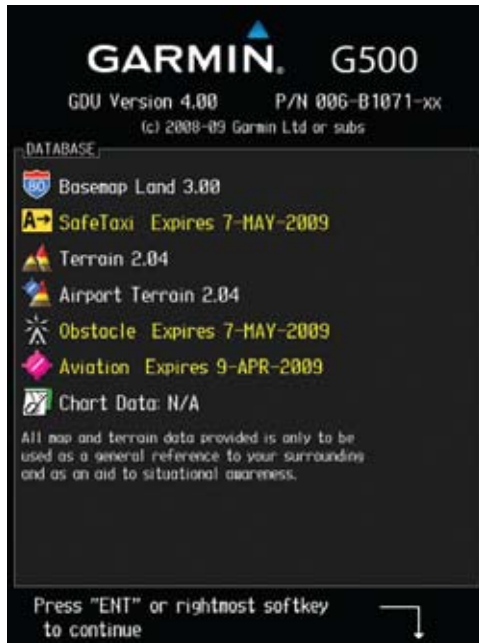 GARMIN. G500
GDU Version 4.00 P/N 006-B1071-xx
(c) 2008-09 Garmin Ltd or subs
DATABASE
80 Basemap Land 3.00
A→ SafeTaxi Expires 7-MAY-2009
Terrain 2.04
Airport Terrain 2.04
Obstacle Expires 7-MAY-2009
Aviation Expires 9-APR-2009
Chart Data: N/A
All map and terrain data provided is only to be
used as a general reference to your surrounding
and as an aid to situational awareness.
Press "ENT" or rightmost softkey
to continue